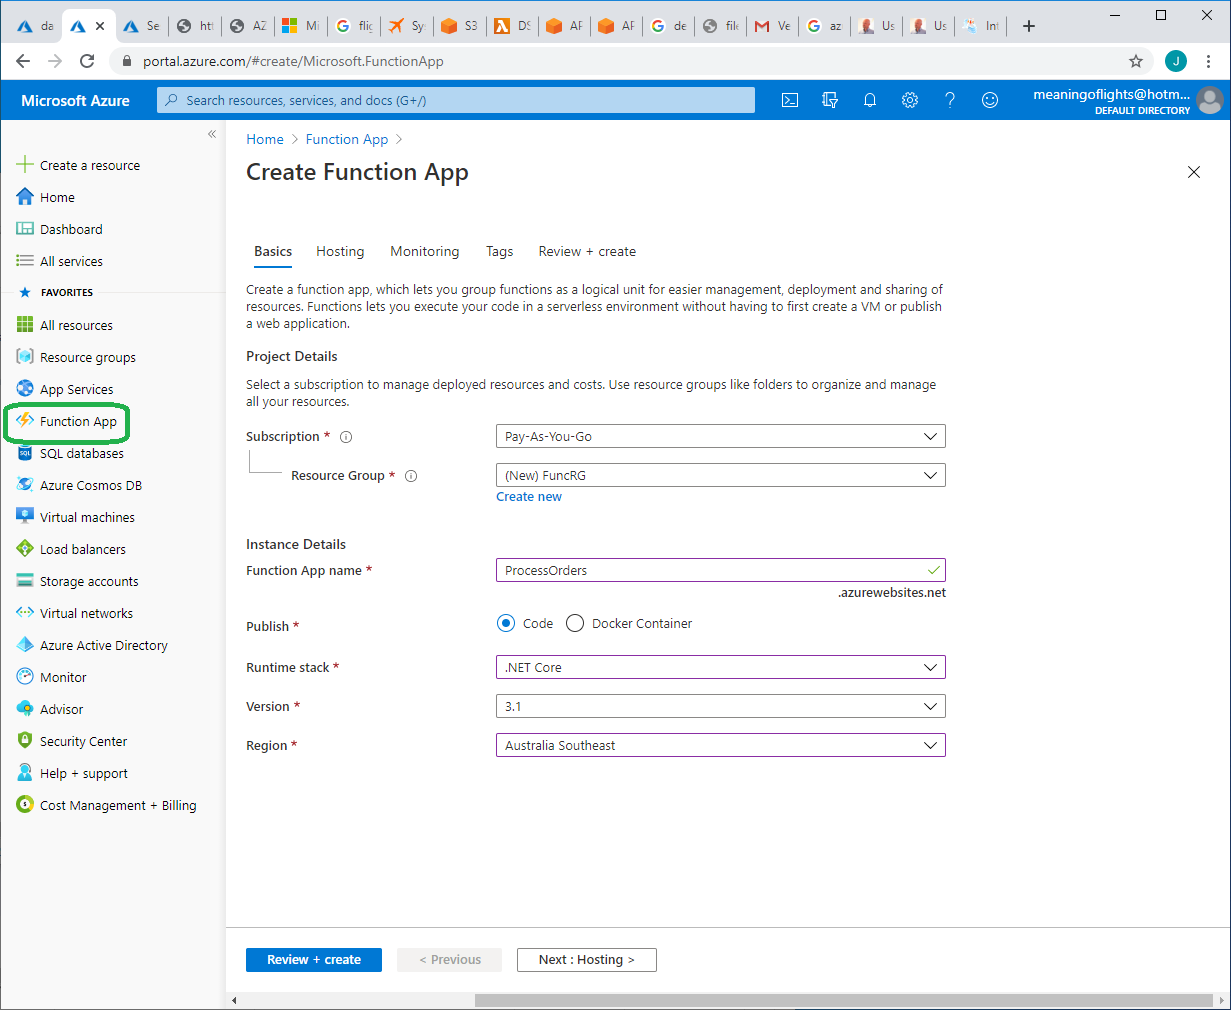 da
Se
htt
AZ
Mi
flig
Sy
S3
DS
AF
AF
de
file
Ve
az
Us
Us
Int
portal.azure.com/#create/Microsoft.FunctionApp
J
Microsoft Azure
Search resources, services, and docs (G+/)
meaningoflights@hotm...
DEFAULT DIRECTORY
Create a resource
Home
Dashboard
All services
FAVORITES
All resources
Resource groups
App Services
Function App
SQL databases
Azure Cosmos DB
Virtual machines
Load balancers
Storage accounts
Virtual networks
Azure Active Directory
Monitor
Advisor
Security Center
Help + support
Cost Management + Billing
Home > Function App >
Create Function App
Basics Hosting Monitoring Tags Review + create
Create a function app, which lets you group functions as a logical unit for easier management, deployment and sharing of
resources. Functions lets you execute your code in a serverless environment without having to first create a VM or publish
a web application.
Project Details
Select a subscription to manage deployed resources and costs. Use resource groups like folders to organize and manage
all your resources.
Subscription * Pay-As-You-Go
Resource Group * (New) FuncRG
Create new
Instance Details
Function App name * ProcessOrders
.azurewebsites.net
Publish * Code Docker Container
Runtime stack * .NET Core
Version * 3.1
Region * Australia Southeast
Review + create < Previous Next : Hosting >